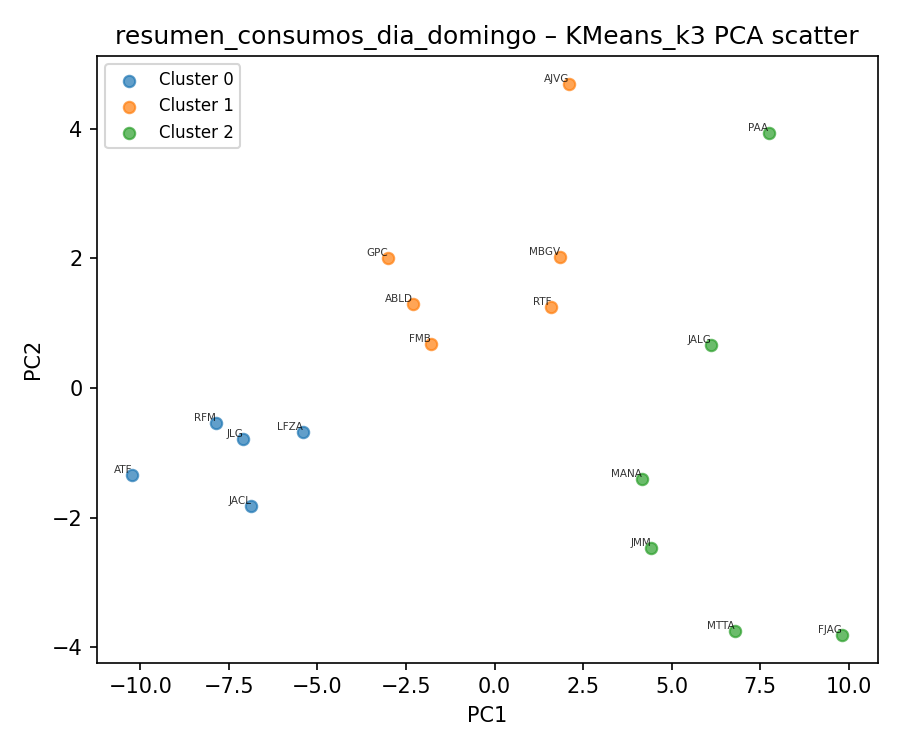 resumen_consumos_dia_domingo – KMeans_k3 PCA scatter
Cluster 0
Cluster 1
Cluster 2
AJVG
PAA
GPC
MBGV
ABLD
RTF
FMB
JALG
RFM
JLG
LFZA
ATF
JACL
MANA
JMM
MTTA
FJAG
4
2
0
−2
−4
PC2
−10.0
−7.5
−5.0
−2.5
0.0
2.5
5.0
7.5
10.0
PC1